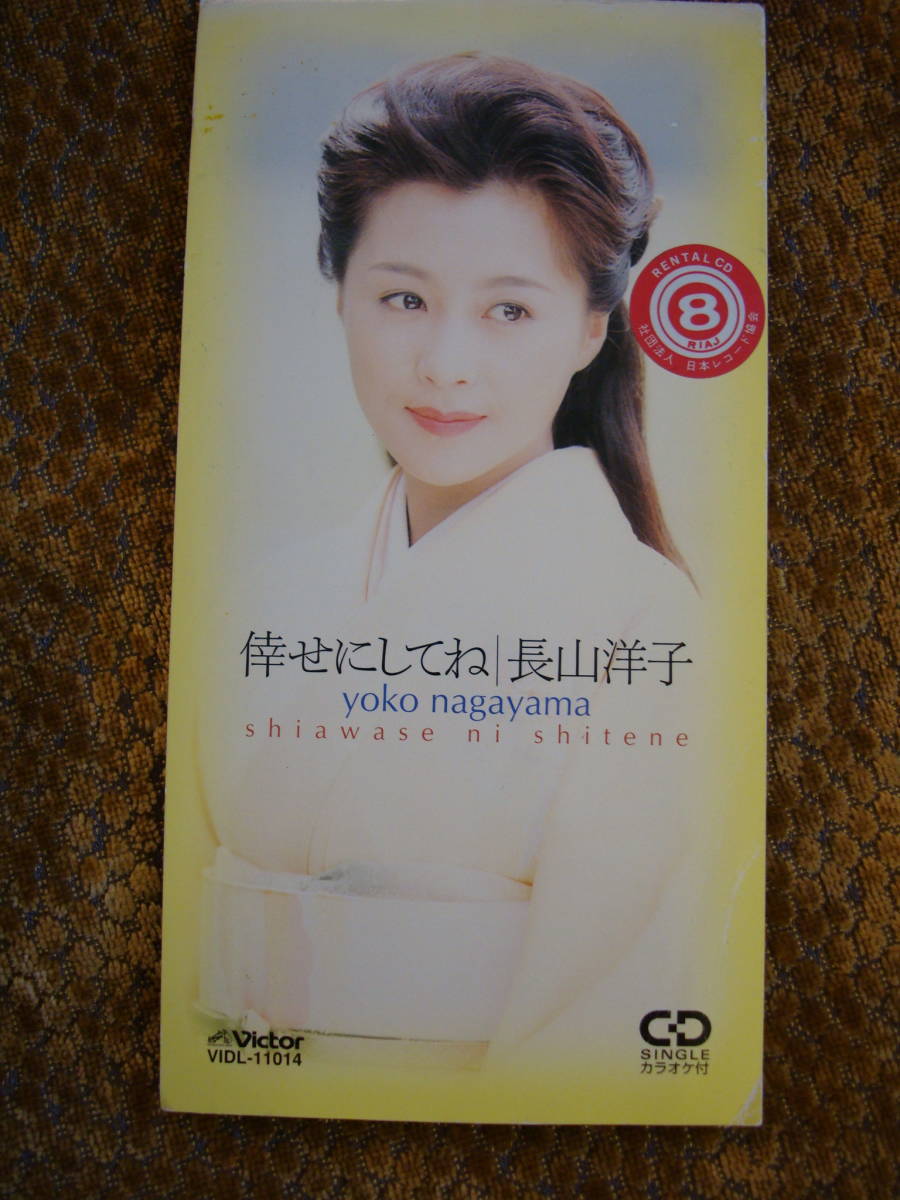 RENTAL CD
8
RIAJ
社団法人 日本レコード協会
倖せにしてね|長山洋子
yoko nagayama
shiawase ni shitene
Victor
VIDL-11014
CD
SINGLE
カラオケ付